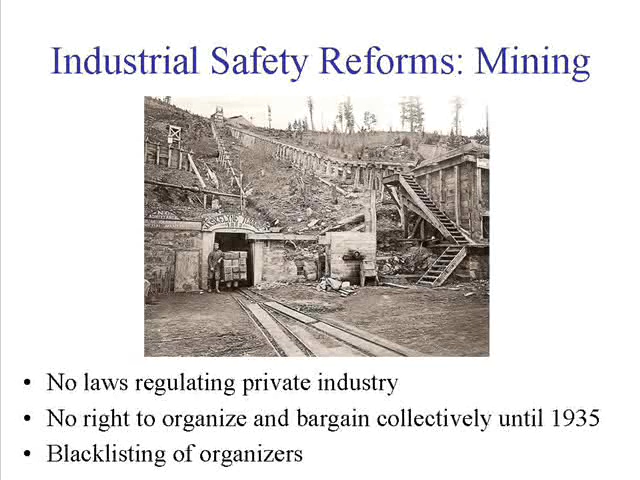 Industrial Safety Reforms: Mining
• No laws regulating private industry
• No right to organize and bargain collectively until 1935
• Blacklisting of organizers